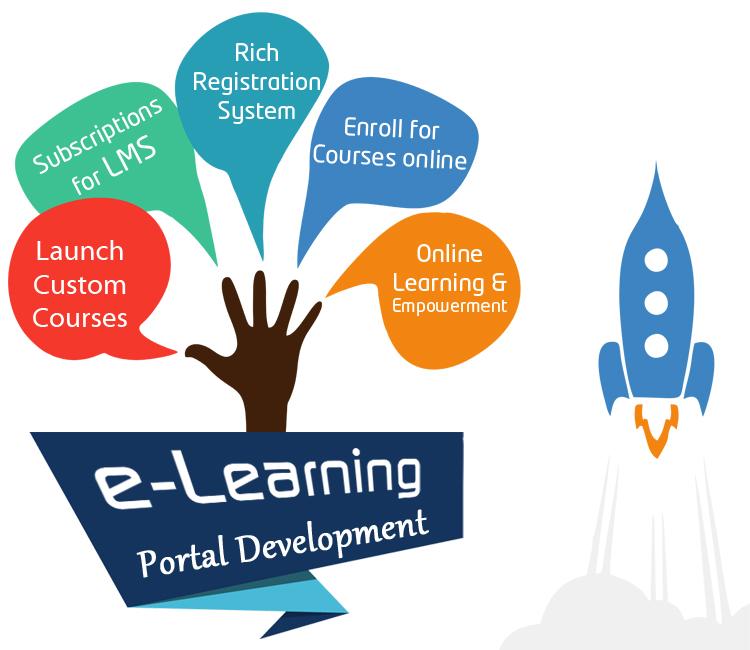 Rich
Registration
System
Subscriptions
for LMS
Enroll for
Courses online
Launch
Custom
Courses
Online
Learning &
Empowerment
e-Learning
Portal Development